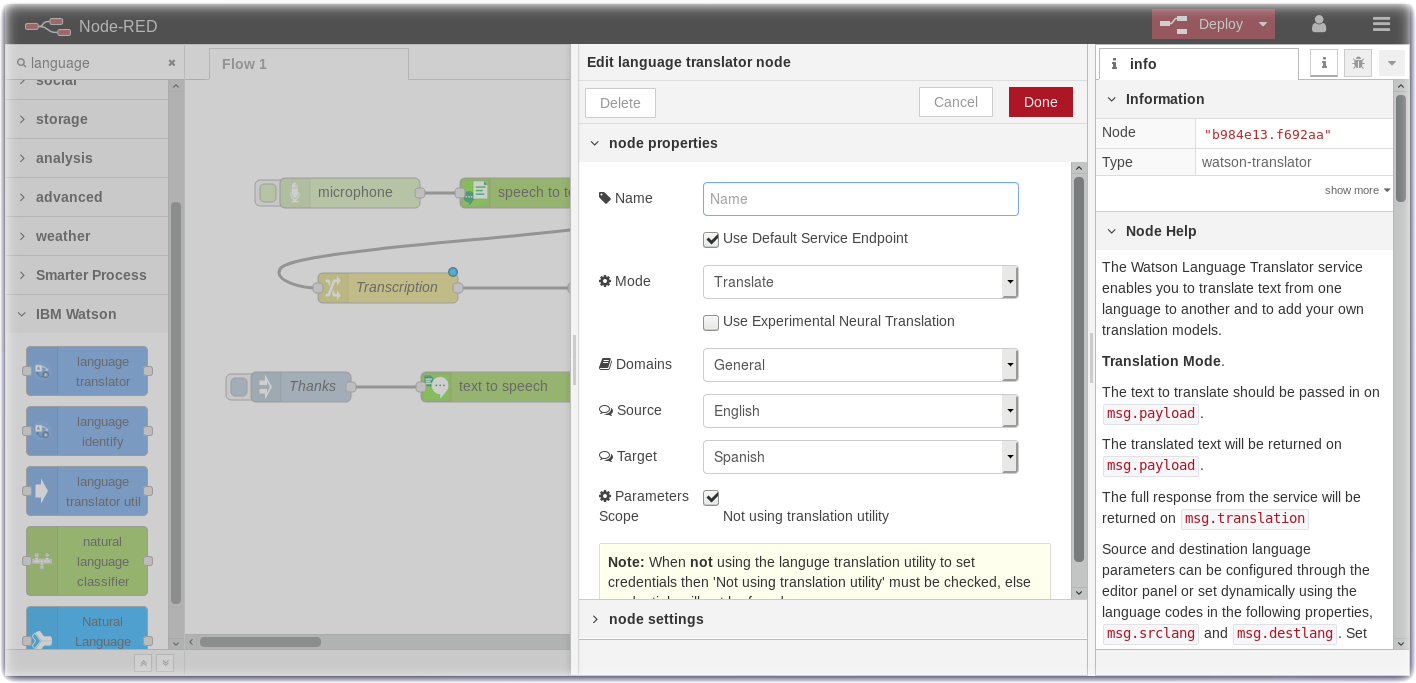 Node-RED
Deploy
language
social
storage
analysis
advanced
weather
Smarter Process
IBM Watson
language
translator
language
identify
language
translator util
natural
language
classifier
Natural
Language
Flow 1
microphone
speech to te
Transcription
Thanks
text to speech
Edit language translator node
Delete
Cancel
Done
node properties
Name
Name
Use Default Service Endpoint
Mode
Translate
Use Experimental Neural Translation
Domains
General
Source
English
Target
Spanish
Parameters
Scope
Not using translation utility
Note: When not using the languge translation utility to set
credentials then 'Not using translation utility' must be checked, else
node settings
info
Information
Node
"b984e13.f692aa"
Type
watson-translator
show more
Node Help
The Watson Language Translator service
enables you to translate text from one
language to another and to add your own
translation models.
Translation Mode.
The text to translate should be passed in on
msg.payload.
The translated text will be returned on
msg.payload.
The full response from the service will be
returned on msg.translation
Source and destination language
parameters can be configured through the
editor panel or set dynamically using the
language codes in the following properties,
msg.srclang and msg.destlang. Set